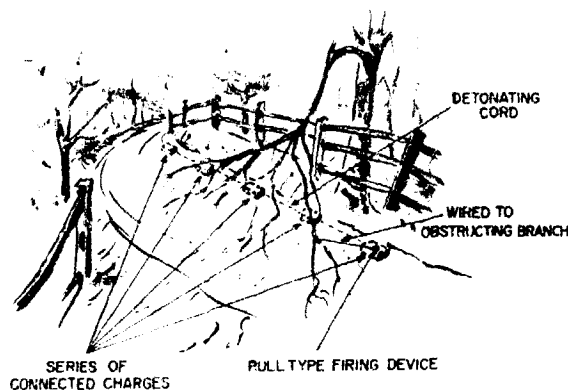 DETONATING
CORD
WIRED TO
OBSTRUCTING BRANCH
SERIES OF
CONNECTED CHARGES
PULL TYPE FIRING DEVICE